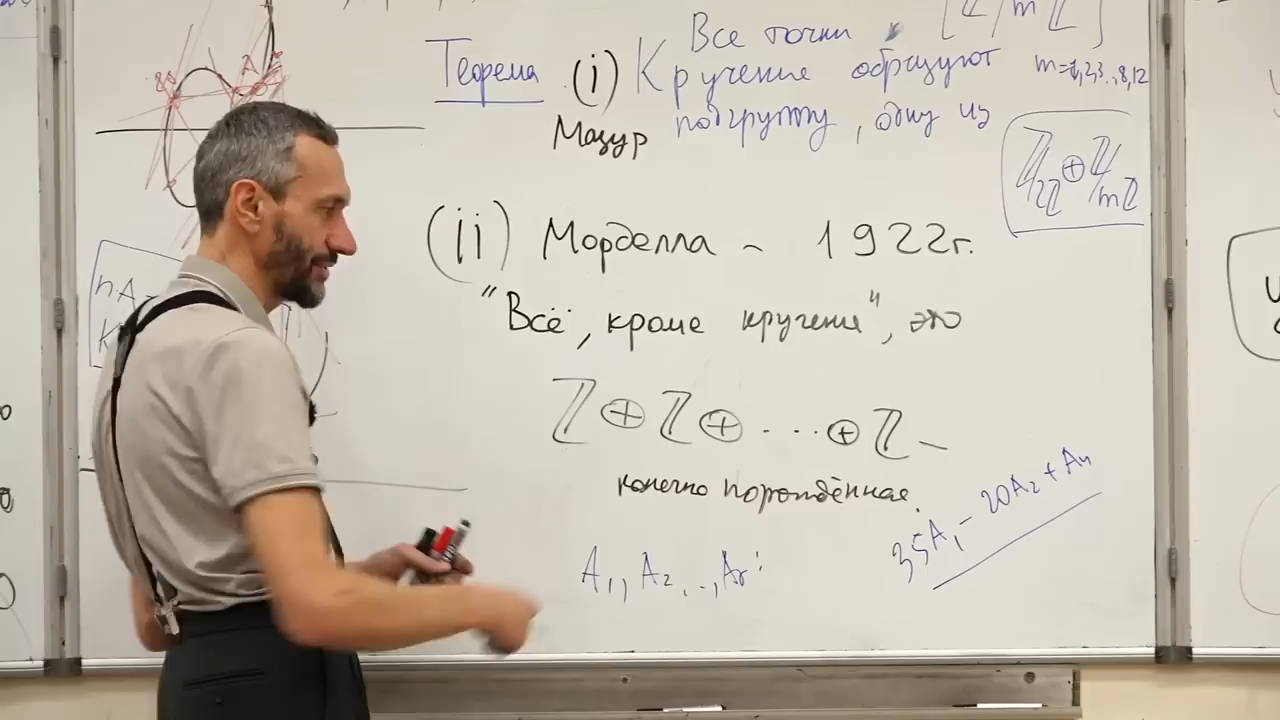 Все точки [Z/mZ]
Теорема (i) Кручение образуют m=1,2,3..,8,12
Мазур подгруппу, одну из
Z/2Z⊕Z/mZ
(ii) Морделла - 1922г.
"Всё, кроме кручения", это
Z⊕Z⊕...⊕Z -
конечно порождённая.
35A₁ - 20A₂ + A₄
A₁, A₂, .., Aᵣ: